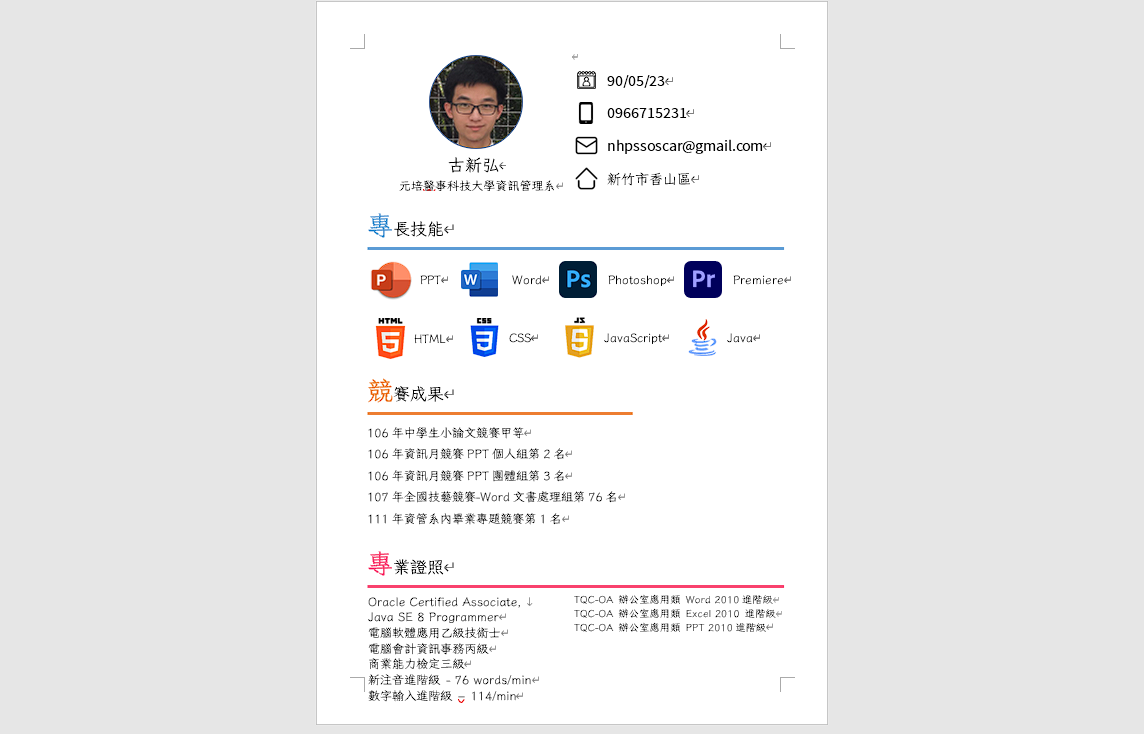 古新弘
元培醫事科技大學資訊管理系
90/05/23
0966715231
nhpssoscar@gmail.com
新竹市香山區
專長技能
P PPT W Word Ps Photoshop Pr Premiere
HTML 5 HTML CSS 3 CSS JS 5 JavaScript Java
競賽成果
106 年中學生小論文競賽甲等
106 年資訊月競賽 PPT 個人組第 2 名
106 年資訊月競賽 PPT 團體組第 3 名
107 年全國技藝競賽-Word 文書處理組第 76 名
111 年資管系內畢業專題競賽第 1 名
專業證照
Oracle Certified Associate,
Java SE 8 Programmer
電腦軟體應用乙級技術士
電腦會計資訊事務丙級
商業能力檢定三級
新注音進階級 - 76 words/min
數字輸入進階級 – 114/min
TQC-OA 辦公室應用類 Word 2010 進階級
TQC-OA 辦公室應用類 Excel 2010 進階級
TQC-OA 辦公室應用類 PPT 2010 進階級